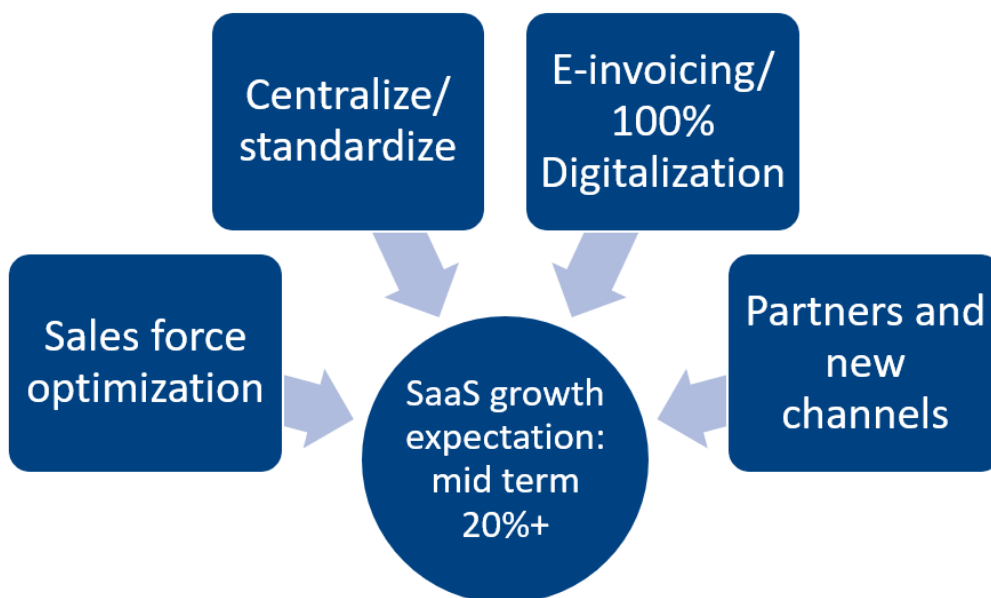 Centralize/
standardize
E-invoicing/
100%
Digitalization
Sales force
optimization
Partners and
new
channels
SaaS growth
expectation:
mid term
20%+